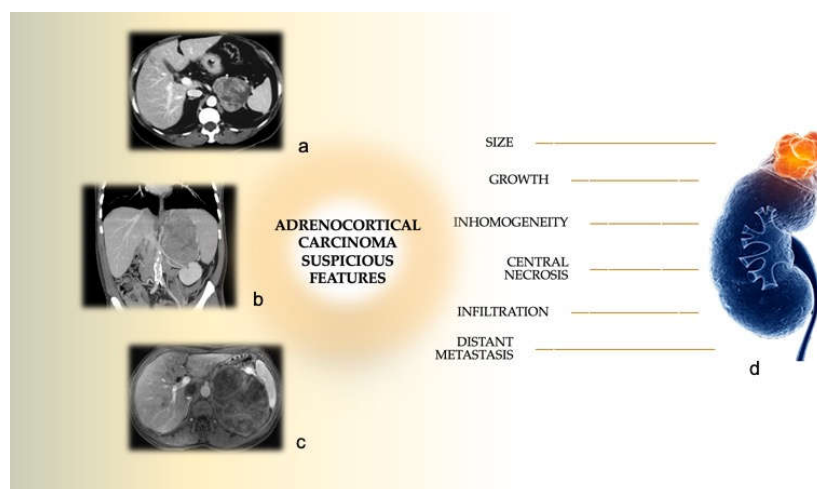 a
b
c
ADRENOCORTICAL
CARCINOMA
SUSPICIOUS
FEATURES
SIZE
GROWTH
INHOMOGENEITY
CENTRAL
NECROSIS
INFILTRATION
DISTANT
METASTASIS
d